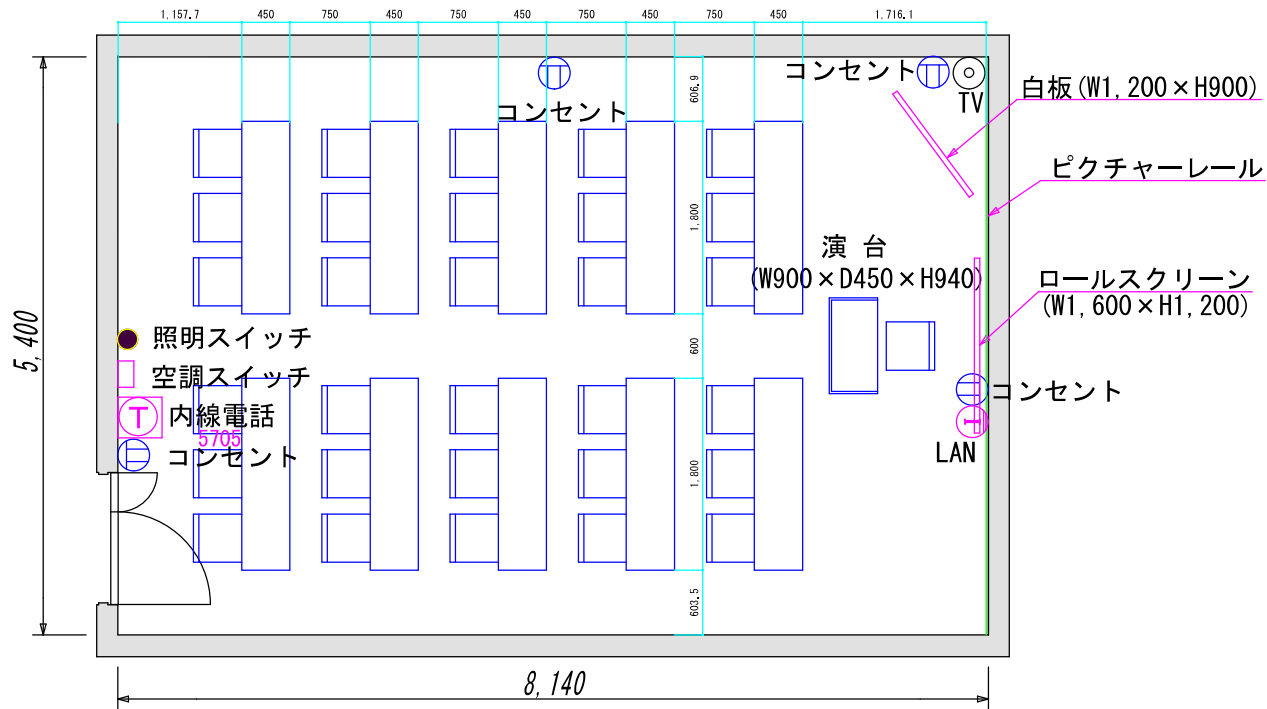 1,157.7 450 750 450 750 450 750 450 750 450 1,716.1
コンセント
TV
白板(W1,200×H900)
コンセント
606.9
ピクチャーレール
1,800
演 台
(W900×D450×H940)
ロールスクリーン
(W1,600×H1,200)
5,400
照明スイッチ
600
空調スイッチ
コンセント
T 内線電話
5705
LAN
コンセント
1,800
603.5
8,140